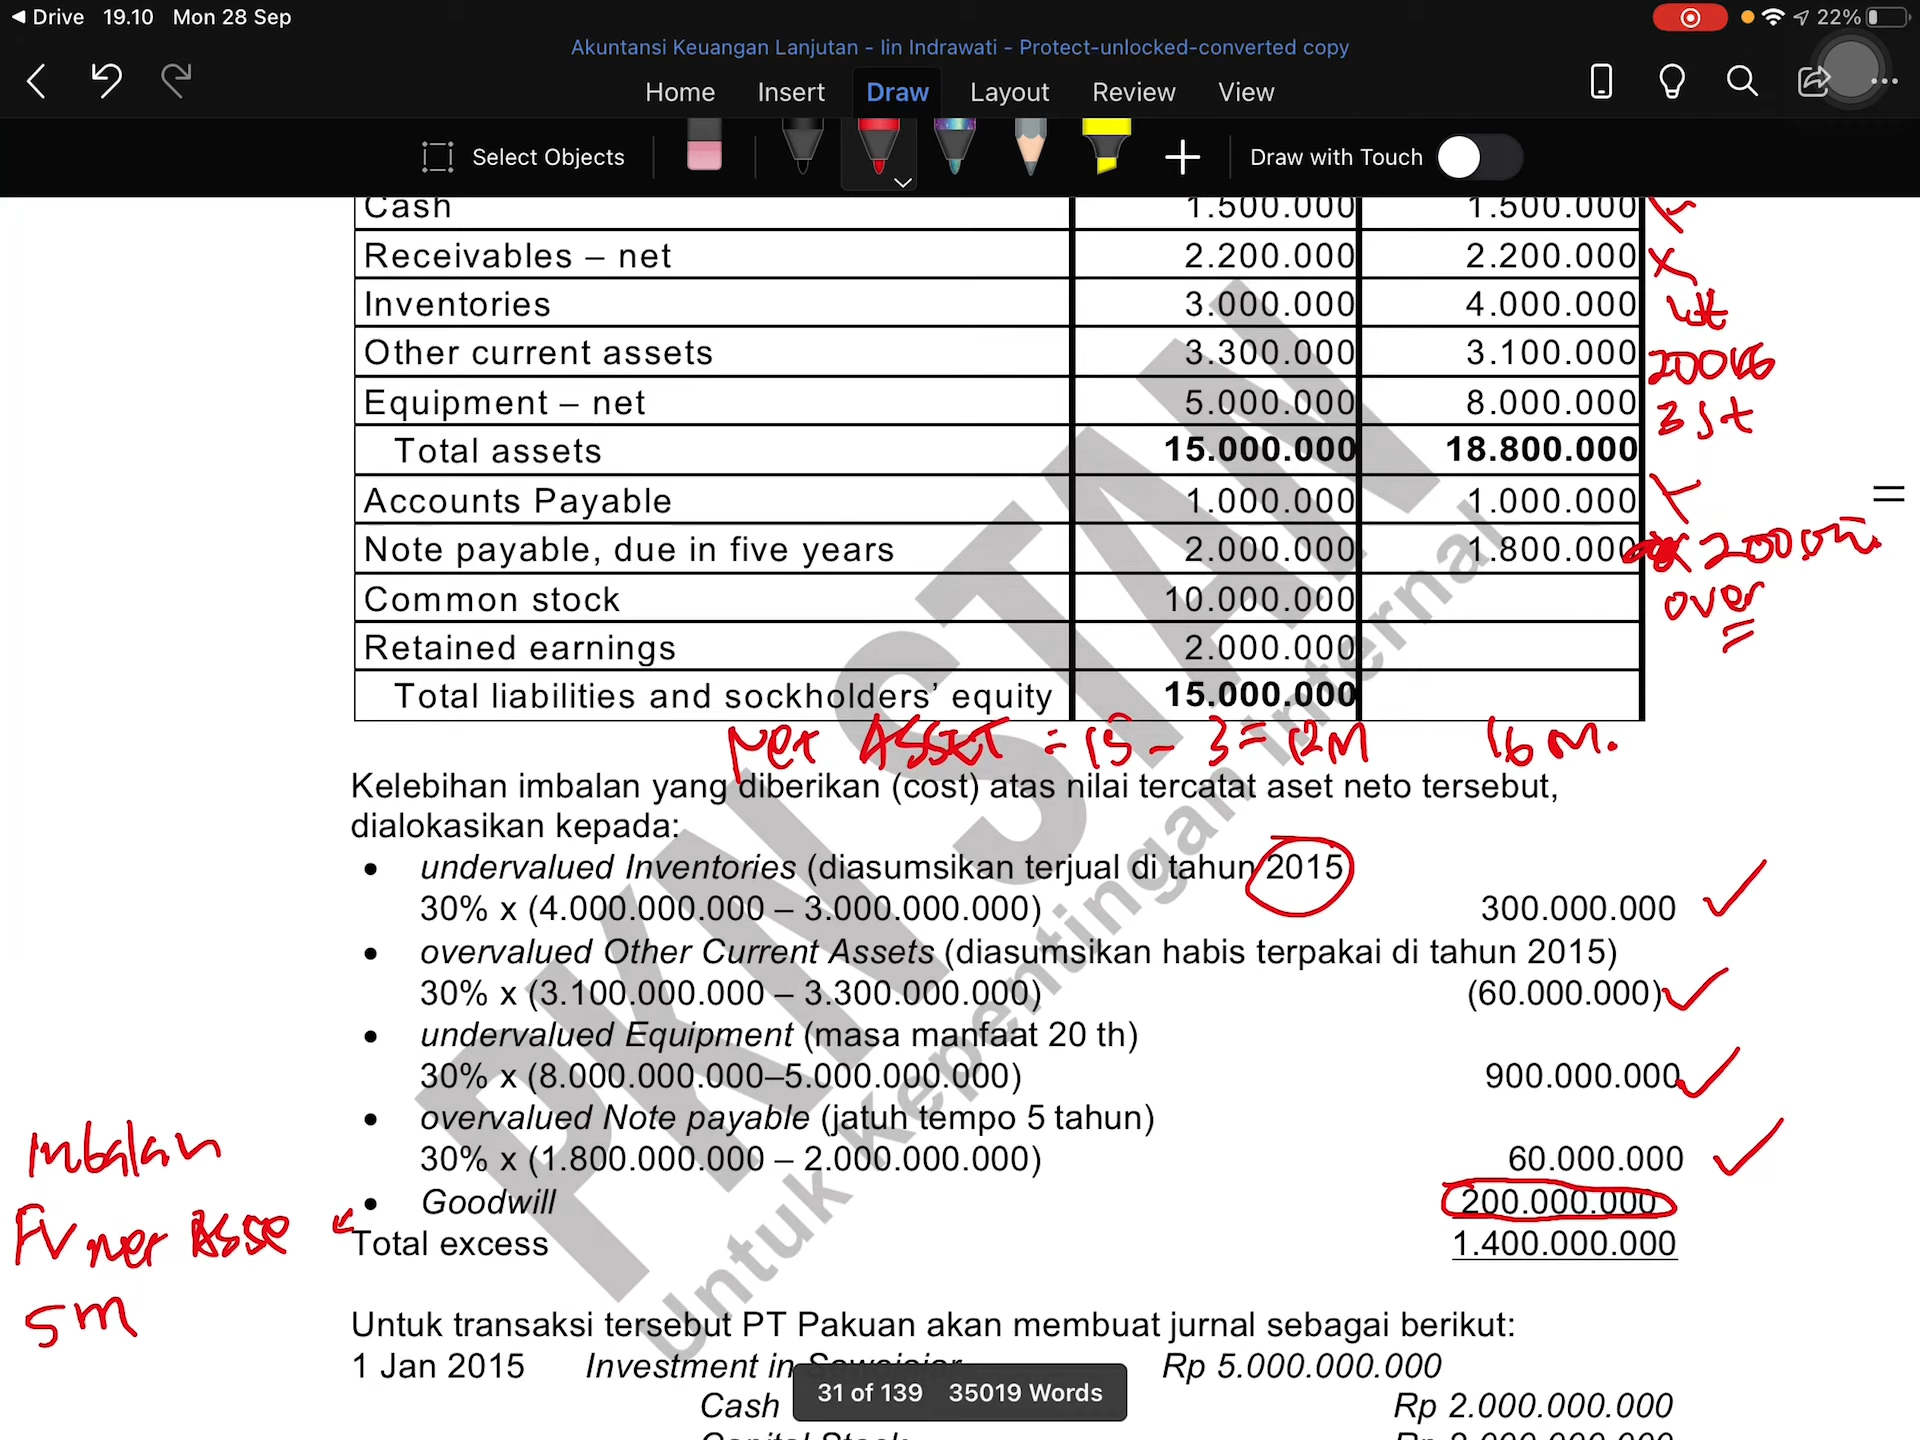 Drive 19.10 Mon 28 Sep 22%
Akuntansi Keuangan Lanjutan - Iin Indrawati - Protect-unlocked-converted copy
Home Insert Draw Layout Review View
Select Objects Draw with Touch
Cash 1.500.000 1.500.000
Receivables – net 2.200.000 2.200.000
Inventories 3.000.000 4.000.000
Other current assets 3.300.000 3.100.000
Equipment – net 5.000.000 8.000.000
3 jt
Total assets 15.000.000 18.800.000
Accounts Payable 1.000.000 1.000.000 =
Note payable, due in five years 2.000.000 1.800.000
over
Common stock 10.000.000
Retained earnings 2.000.000
Total liabilities and sockholders' equity 15.000.000
Net ASSET = 15 - 3 = 12M 16 M.
Kelebihan imbalan yang diberikan (cost) atas nilai tercatat aset neto tersebut,
dialokasikan kepada:
• undervalued Inventories (diasumsikan terjual di tahun 2015
30% x (4.000.000.000 – 3.000.000.000) 300.000.000
• overvalued Other Current Assets (diasumsikan habis terpakai di tahun 2015)
30% x (3.100.000.000 – 3.300.000.000) (60.000.000)
• undervalued Equipment (masa manfaat 20 th)
30% x (8.000.000.000–5.000.000.000) 900.000.000
• overvalued Note payable (jatuh tempo 5 tahun)
30% x (1.800.000.000 – 2.000.000.000) 60.000.000
• Goodwill 200.000.000
Total excess 1.400.000.000
Imbalan
FV net Asse
5 M
Untuk transaksi tersebut PT Pakuan akan membuat jurnal sebagai berikut:
1 Jan 2015 Investment in Rp 5.000.000.000
Cash Rp 2.000.000.000
31 of 139 35019 Words
PKN STAN
Untuk Kepentingan Internal